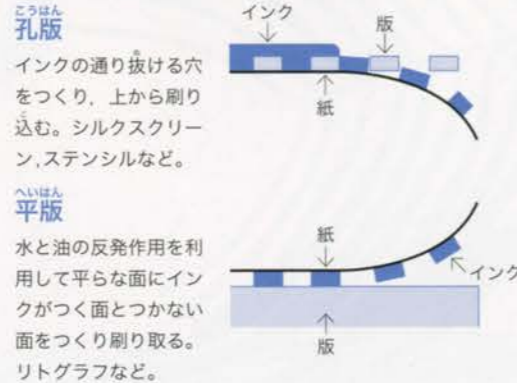 こうはん
孔版
インクの通り抜ける穴
をつくり，上から刷り
込む。シルクスクリー
ン，ステンシルなど。
インク
版
紙
へいはん
平版
水と油の反発作用を利
用して平らな面にイン
クがつく面とつかない
面をつくり刷り取る。
リトグラフなど。
紙
インク
版